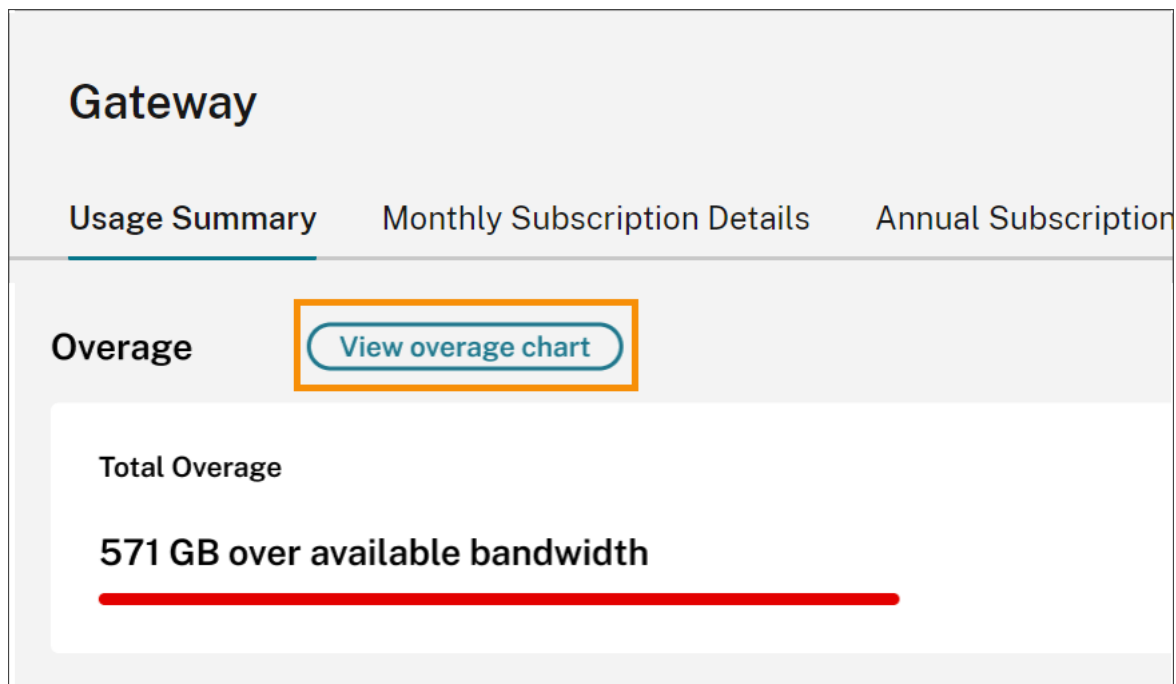 Gateway
Usage Summary Monthly Subscription Details Annual Subscription
Overage View overage chart
Total Overage
571 GB over available bandwidth